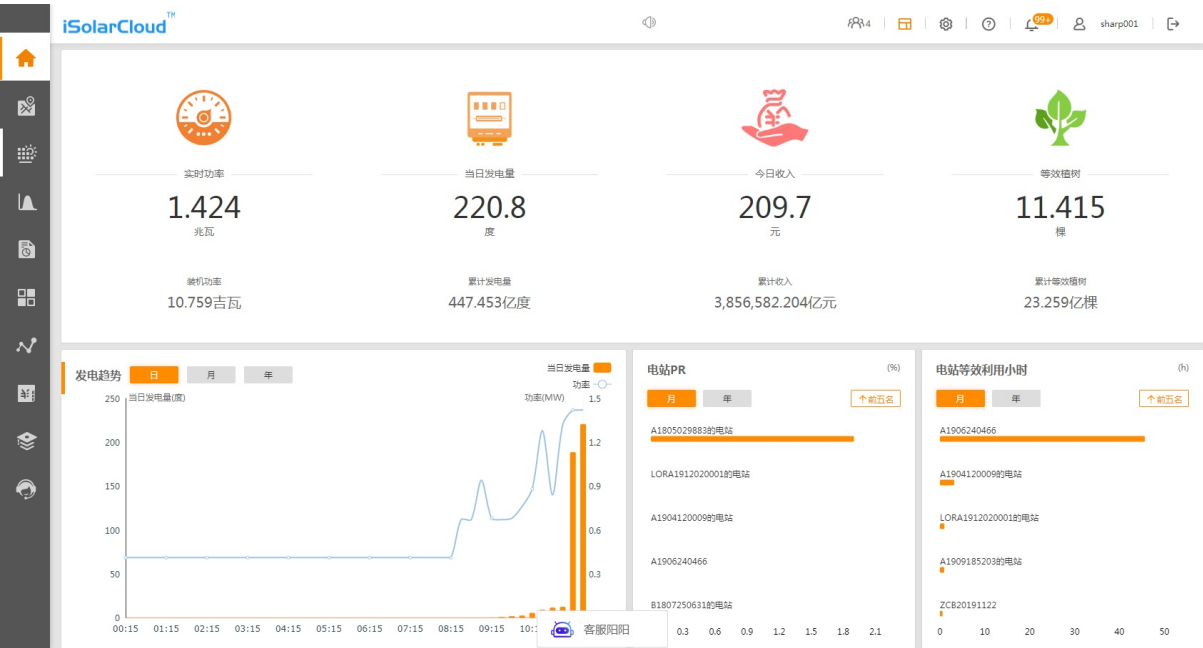 iSolarCloud™
4
99+
sharp001
实时功率
1.424
兆瓦
装机功率
10.759吉瓦
当日发电量
220.8
度
累计发电量
447.453亿度
今日收入
209.7
元
累计收入
3,856,582.204亿元
等效植树
11.415
棵
累计等效植树
23.259亿棵
发电趋势
日 月 年
当日发电量
功率
当日发电量(度)
功率(MW)
250
200
150
100
50
0
1.5
1.2
0.9
0.6
0.3
00:15 01:15 02:15 03:15 04:15 05:15 06:15 07:15 08:15 09:15 10:
客服阳阳
电站PR
(%)
月 年
个前五名
A1805029883的电站
LORA1912020001的电站
A1904120009的电站
A1906240466
B1807250631的电站
0.3 0.6 0.9 1.2 1.5 1.8 2.1
电站等效利用小时
(h)
月 年
个前五名
A1906240466
A1904120009的电站
LORA1912020001的电站
A1909185203的电站
ZCB20191122
0 10 20 30 40 50